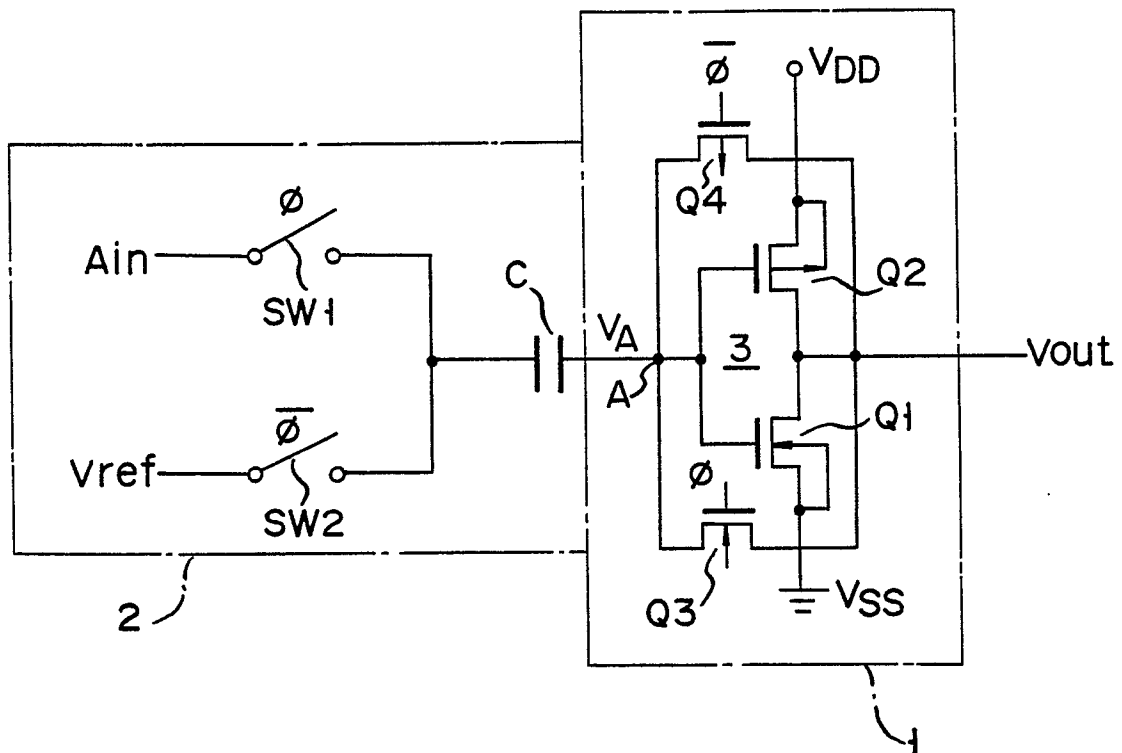 φ̅
VDD
Q4
φ
Ain
SW1
C
VA
A
3
Q2
Vout
Q1
φ̅
Vref
SW2
φ
Q3
VSS
2
1